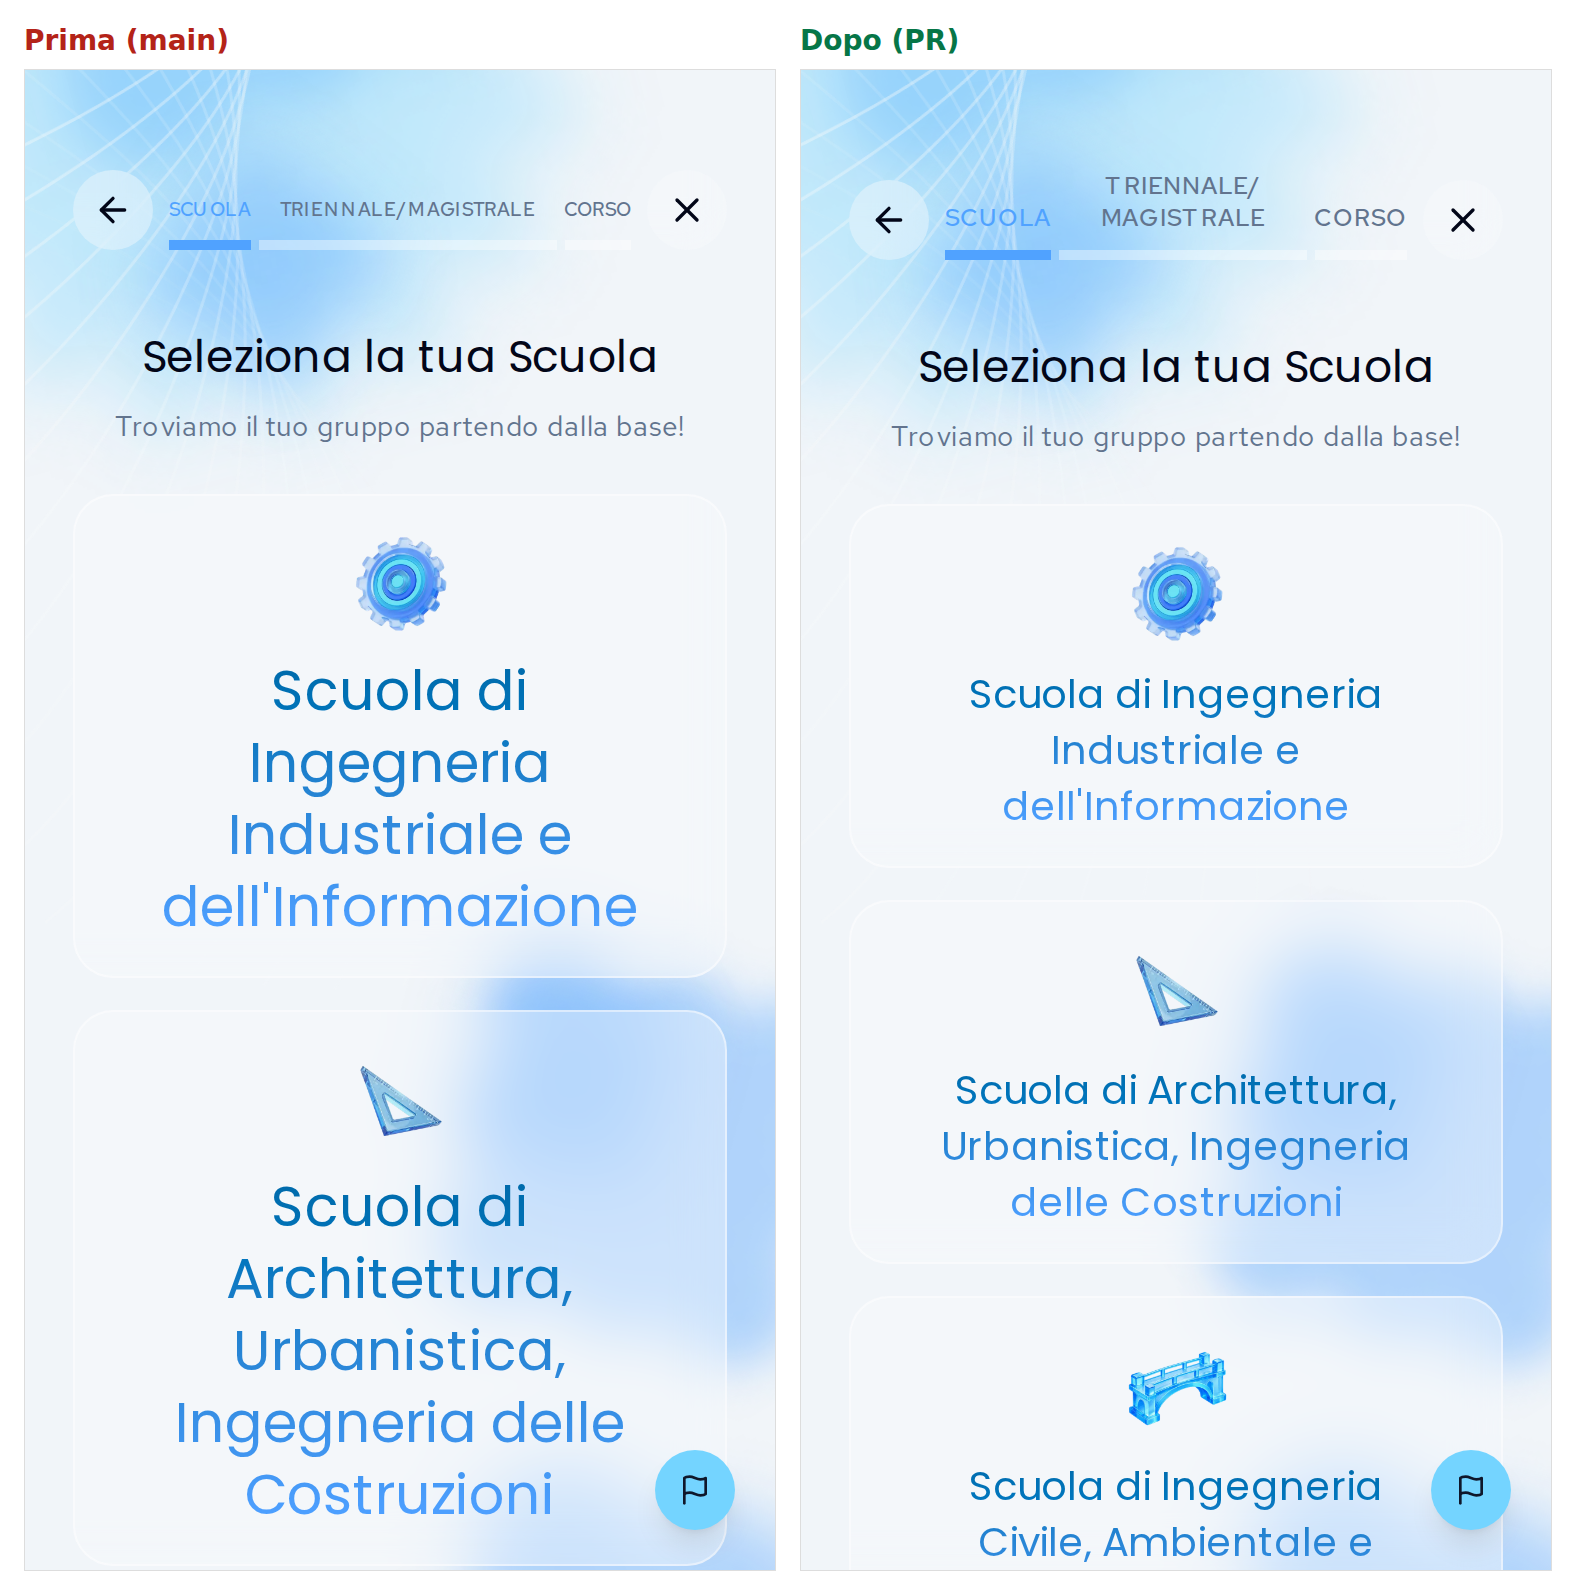 Prima (main)
SCUOLA
TRIENNALE/MAGISTRALE
CORSO
Seleziona la tua Scuola
Troviamo il tuo gruppo partendo dalla base!
Scuola di
Ingegneria
Industriale e
dell'Informazione
Scuola di
Architettura,
Urbanistica,
Ingegneria delle
Costruzioni
Dopo (PR)
SCUOLA
TRIENNALE/
MAGISTRALE
CORSO
Seleziona la tua Scuola
Troviamo il tuo gruppo partendo dalla base!
Scuola di Ingegneria
Industriale e
dell'Informazione
Scuola di Architettura,
Urbanistica, Ingegneria
delle Costruzioni
Scuola di Ingegneria
Civile, Ambientale e